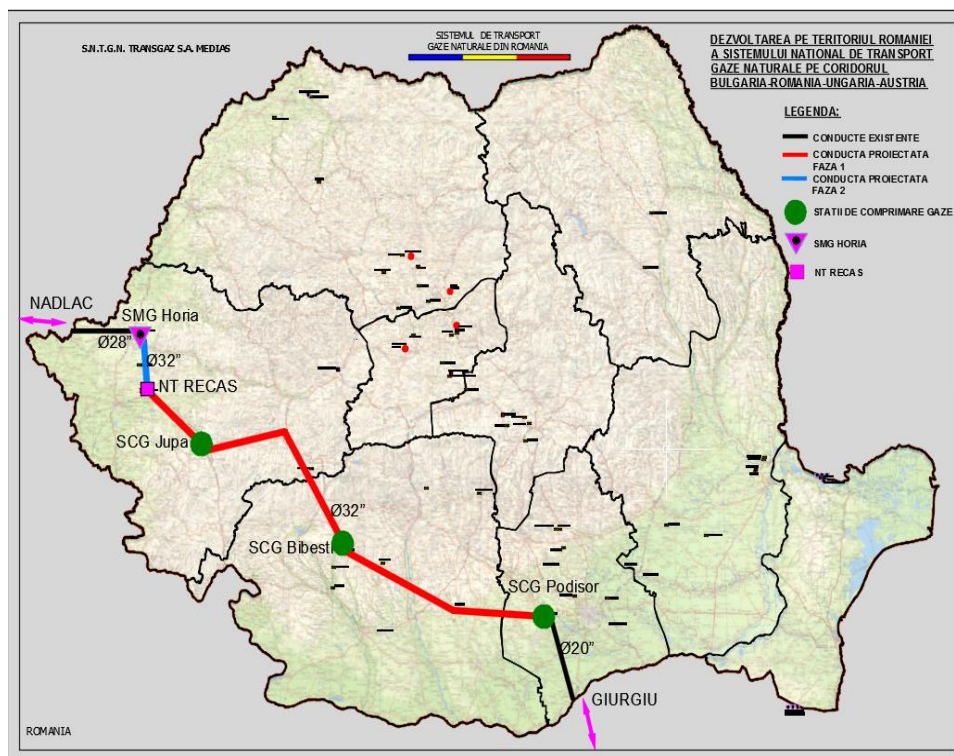 S.N.T.G.N. TRANSGAZ S.A. MEDIAS
SISTEMUL DE TRANSPORT
GAZE NATURALE DIN ROMANIA
DEZVOLTAREA PE TERITORIUL ROMANIEI
A SISTEMULUI NATIONAL DE TRANSPORT
GAZE NATURALE PE CORIDORUL
BULGARIA-ROMANIA-UNGARIA-AUSTRIA
LEGENDA:
CONDUCTE EXISTENTE
CONDUCTA PROIECTATA
FAZA 1
CONDUCTA PROIECTATA
FAZA 2
STATII DE COMPRIMARE GAZE
SMG HORIA
NT RECAS
NADLAC
SMG Horia
Ø28”
Ø32”
NT RECAS
SCG Jupa
Ø32”
SCG Bibesti
SCG Podisor
Ø20”
GIURGIU
ROMANIA